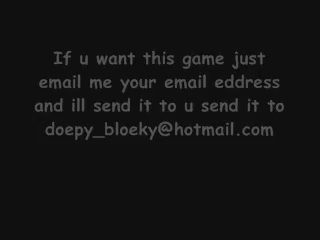 If u want this game just
email me your email eddress
and ill send it to u send it to
doepy_bloeky@hotmail.com